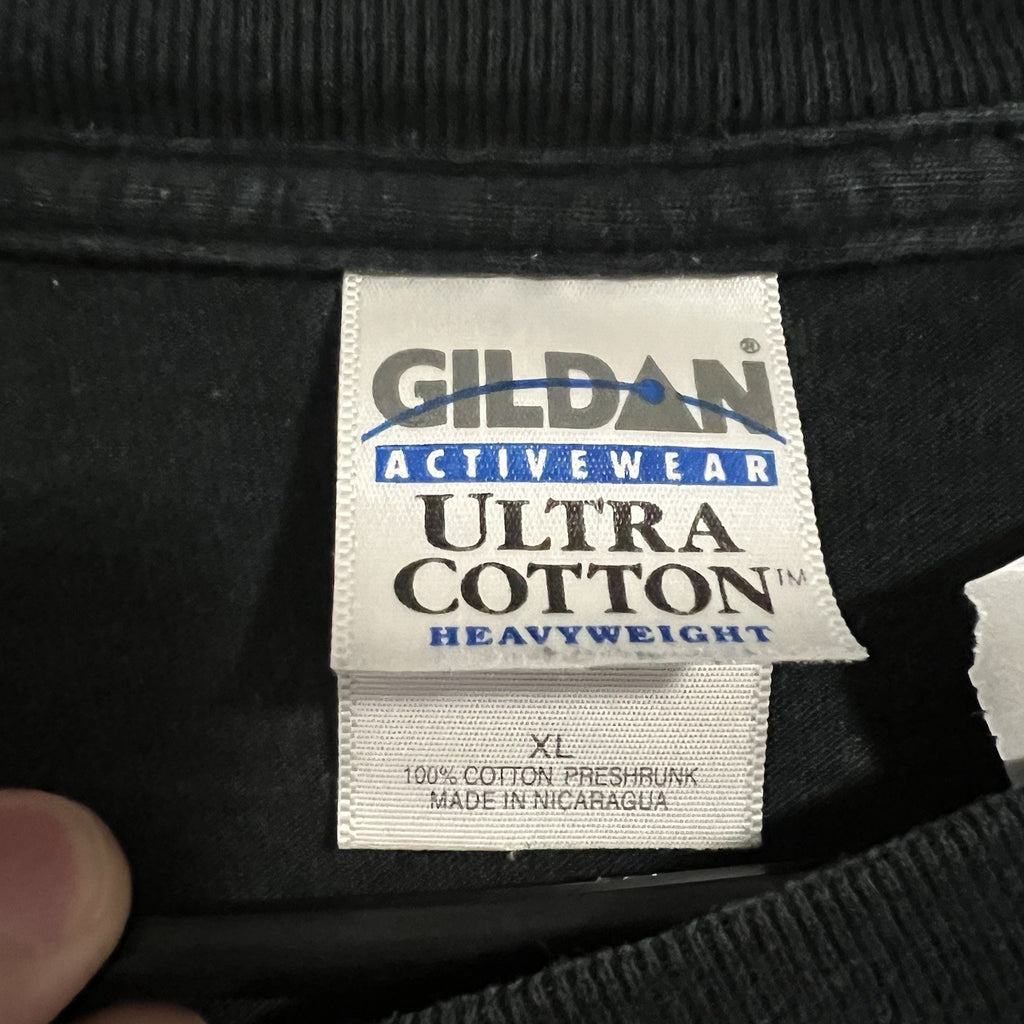 GILDAN®
ACTIVEWEAR
ULTRA
COTTON™
HEAVYWEIGHT
XL
100% COTTON PRESHRUNK
MADE IN NICARAGUA